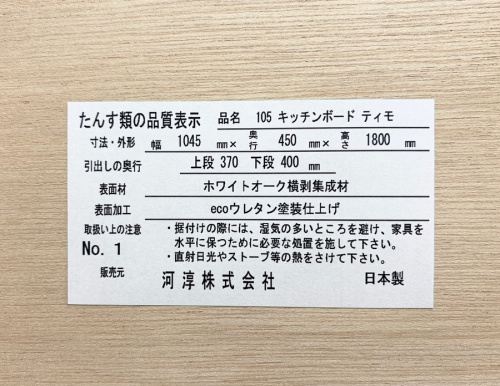 たんす類の品質表示 品名 105 キッチンボード ティモ
寸法・外形 幅 1045 mm× 奥行 450 mm× 高さ 1800 mm
引出しの奥行 上段 370 下段 400 mm
表面材 ホワイトオーク横剥集成材
表面加工 ecoウレタン塗装仕上げ
取扱い上の注意 ・据付けの際には、湿気の多いところを避け、家具を
水平に保つために必要な処置を施して下さい。
No. 1 ・直射日光やストーブ等の熱をさけて下さい。
販売元 河淳株式会社 日本製